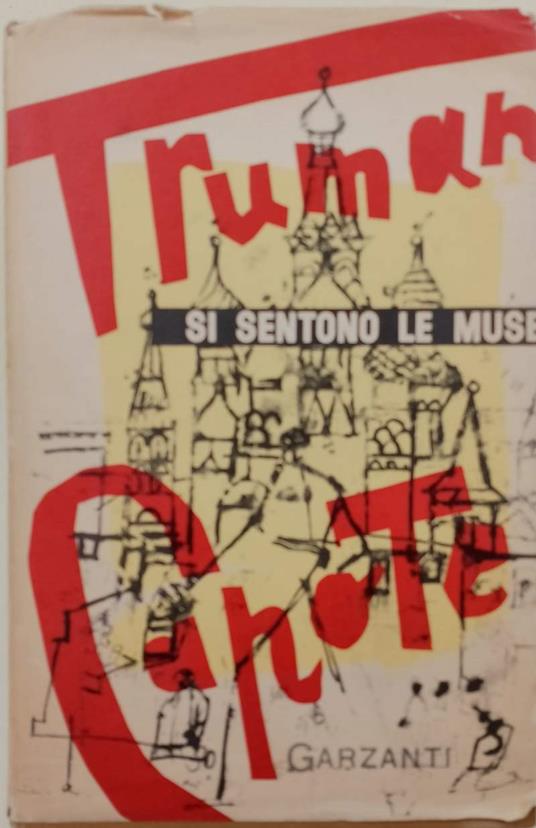 Truman
SI SENTONO LE MUSE
CapoTe
GARZANTI